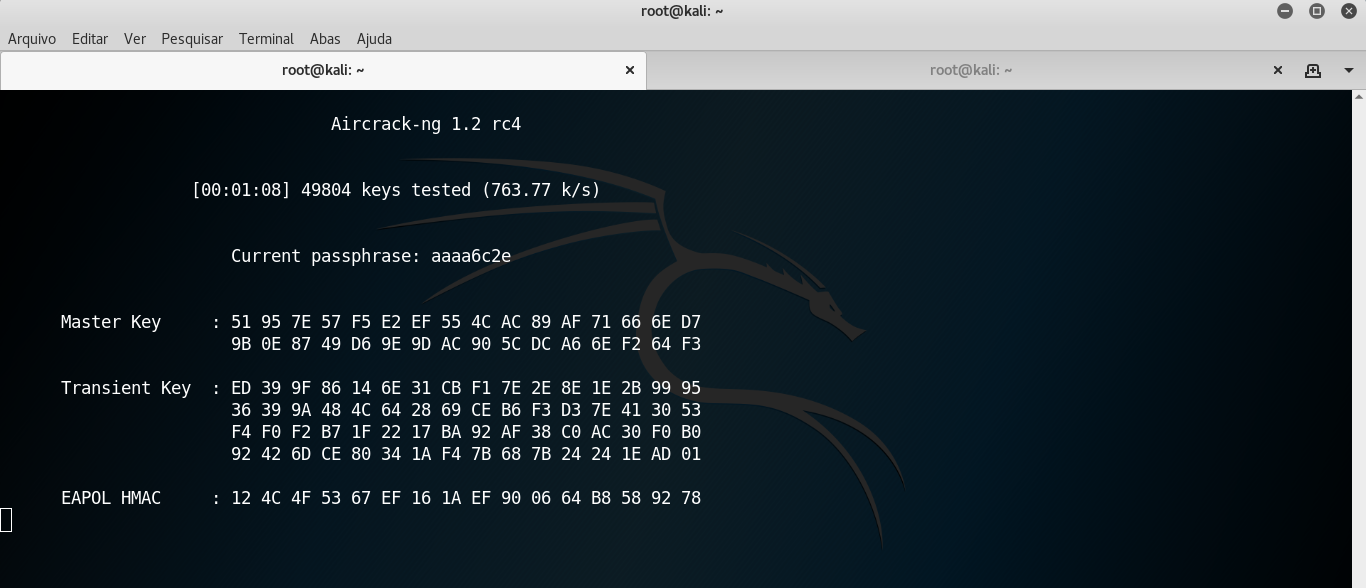 root@kali: ~
Arquivo Editar Ver Pesquisar Terminal Abas Ajuda
root@kali: ~ root@kali: ~
Aircrack-ng 1.2 rc4
[00:01:08] 49804 keys tested (763.77 k/s)
Current passphrase: aaaa6c2e
Master Key : 51 95 7E 57 F5 E2 EF 55 4C AC 89 AF 71 66 6E D7
9B 0E 87 49 D6 9E 9D AC 90 5C DC A6 6E F2 64 F3
Transient Key : ED 39 9F 86 14 6E 31 CB F1 7E 2E 8E 1E 2B 99 95
36 39 9A 48 4C 64 28 69 CE B6 F3 D3 7E 41 30 53
F4 F0 F2 B7 1F 22 17 BA 92 AF 38 C0 AC 30 F0 B0
92 42 6D CE 80 34 1A F4 7B 68 7B 24 24 1E AD 01
EAPOL HMAC : 12 4C 4F 53 67 EF 16 1A EF 90 06 64 B8 58 92 78